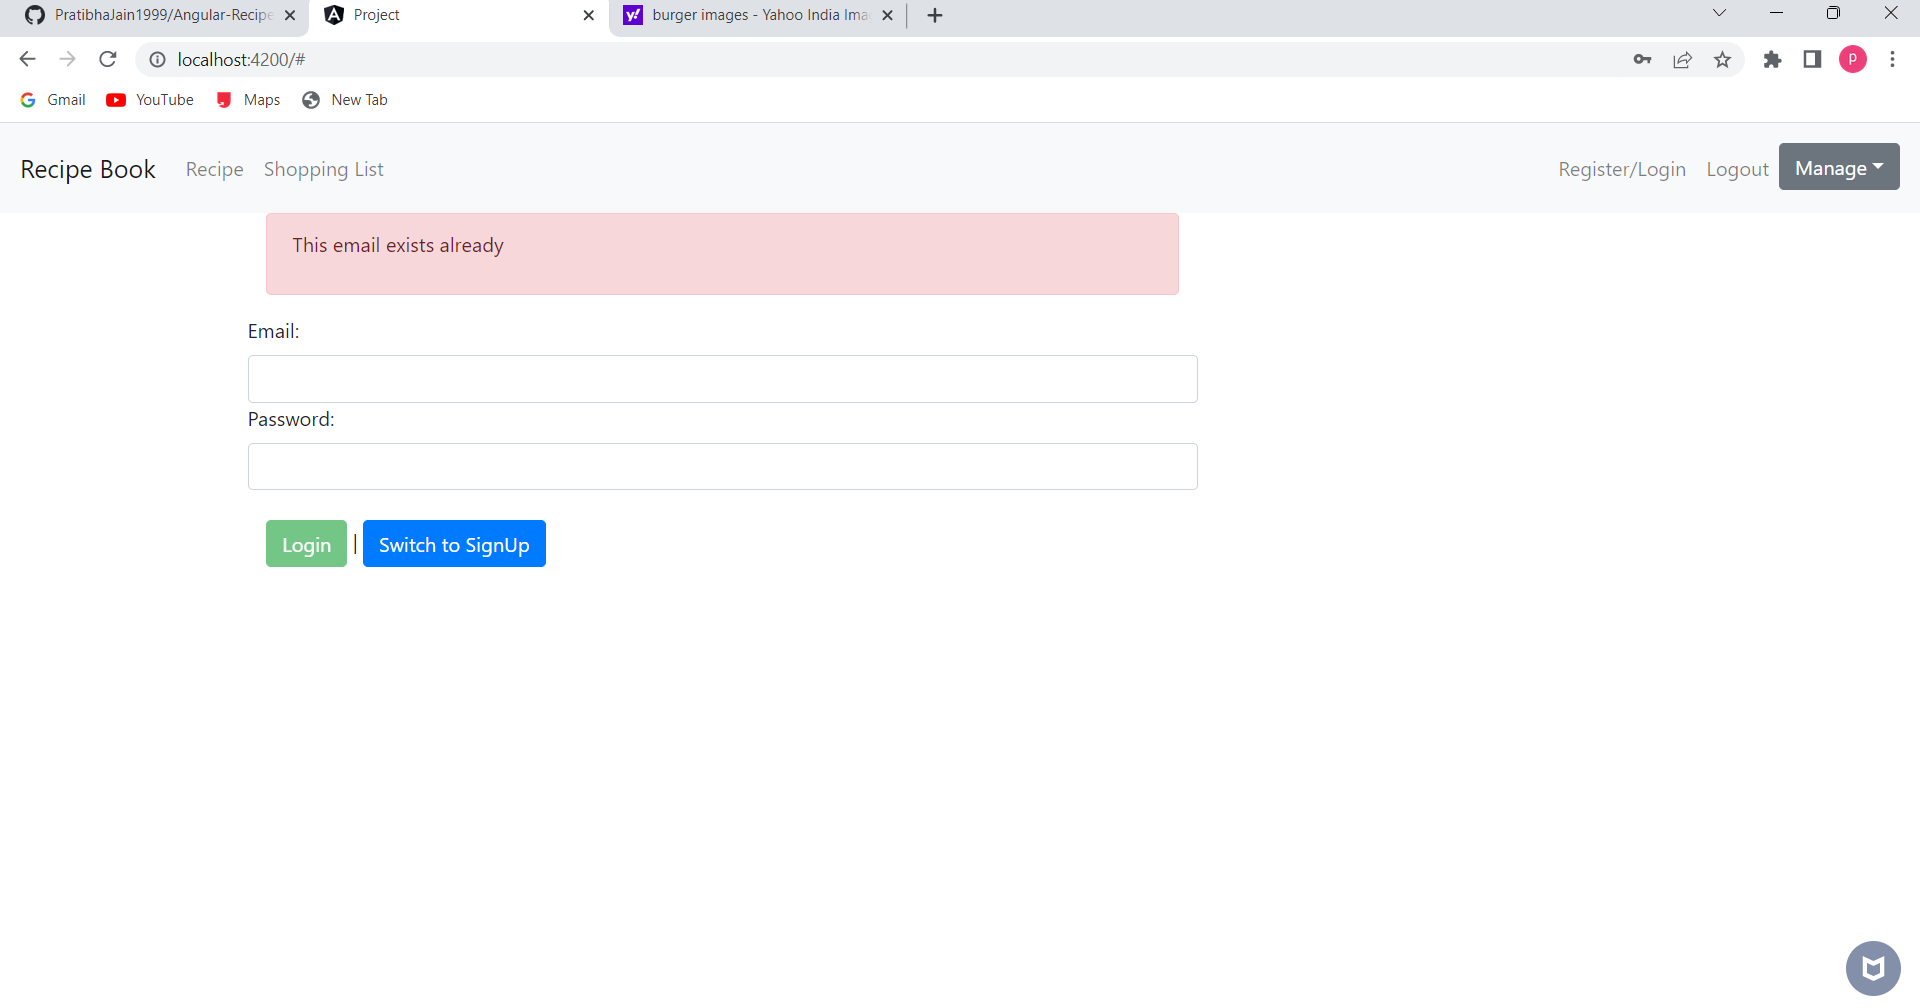 PratibhaJain1999/Angular-Recipe
Project
y!
burger images - Yahoo India Ima
localhost:4200/#
P
Gmail
YouTube
Maps
New Tab
Recipe Book
Recipe
Shopping List
Register/Login
Logout
Manage
This email exists already
Email:
Password:
Login | Switch to SignUp